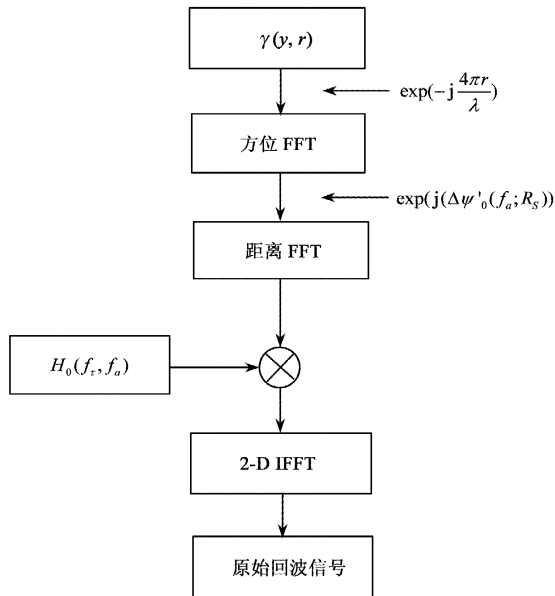 γ(y, r)
exp(-j 4πr/λ)
方位 FFT
exp(j(Δψ'₀(fₐ;R_S))
距离 FFT
H₀(f_τ, fₐ)
2-D IFFT
原始回波信号